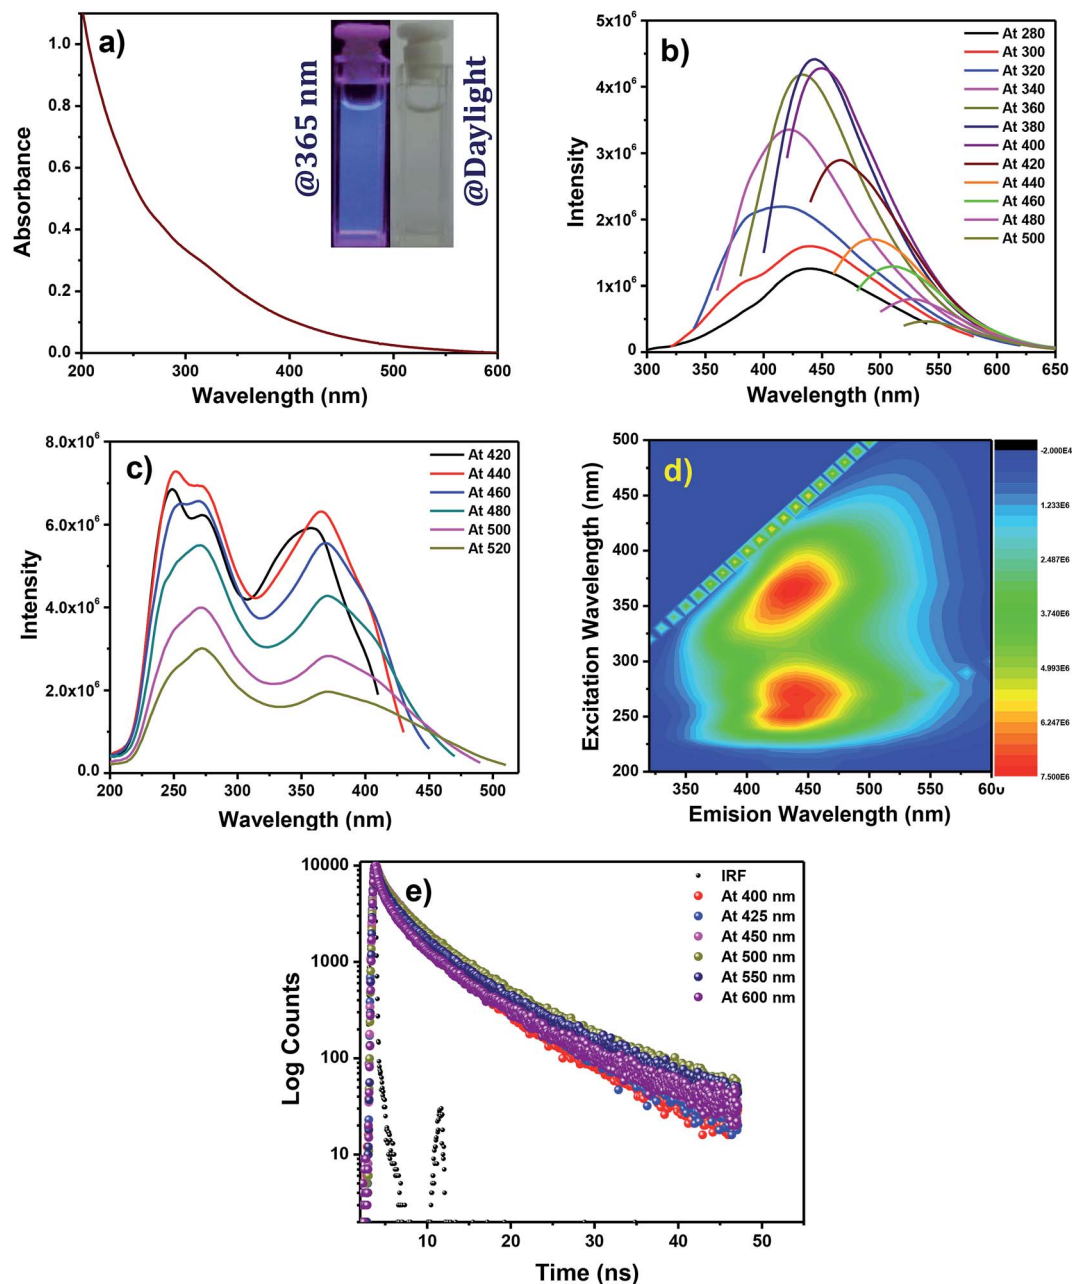 a)
@365 nm
@Daylight
1.0
0.8
0.6
0.4
0.2
0.0
Absorbance
200
300
400
500
600
Wavelength (nm)
b)
5x10⁶
4x10⁶
3x10⁶
2x10⁶
1x10⁶
0
Intensity
At 280
At 300
At 320
At 340
At 360
At 380
At 400
At 420
At 440
At 460
At 480
At 500
300 350 400 450 500 550 600 650
Wavelength (nm)
c)
8.0x10⁶
6.0x10⁶
4.0x10⁶
2.0x10⁶
0.0
Intensity
At 420
At 440
At 460
At 480
At 500
At 520
200 250 300 350 400 450 500
Wavelength (nm)
d)
500
450
400
350
300
250
200
Excitation Wavelength (nm)
350 400 450 500 550 600
Emision Wavelength (nm)
-2.000E4
1.233E6
2.487E6
3.740E6
4.993E6
6.247E6
7.500E6
e)
10000
1000
100
10
Log Counts
IRF
At 400 nm
At 425 nm
At 450 nm
At 500 nm
At 550 nm
At 600 nm
10 20 30 40 50
Time (ns)